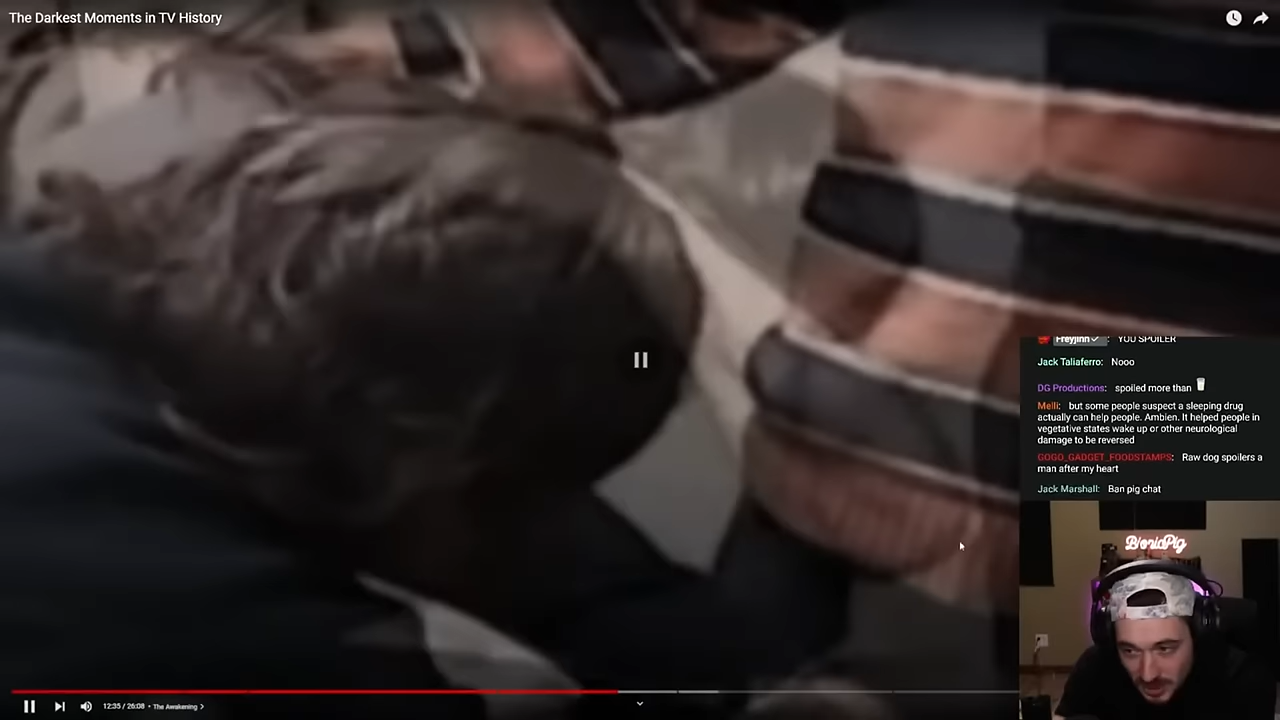 The Darkest Moments in TV History
Freyjinn: YOU SPOILER
Jack Taliaferro: Nooo
DG Productions: spoiled more than
Melli: but some people suspect a sleeping drug
actually can help people. Ambien. It helped people in
vegetative states wake up or other neurological
damage to be reversed
GOGO_GADGET_FOODSTAMPS: Raw dog spoilers a
man after my heart
Jack Marshall: Ban pig chat
BionicPig
12:35 / 26:08 • The Awakening